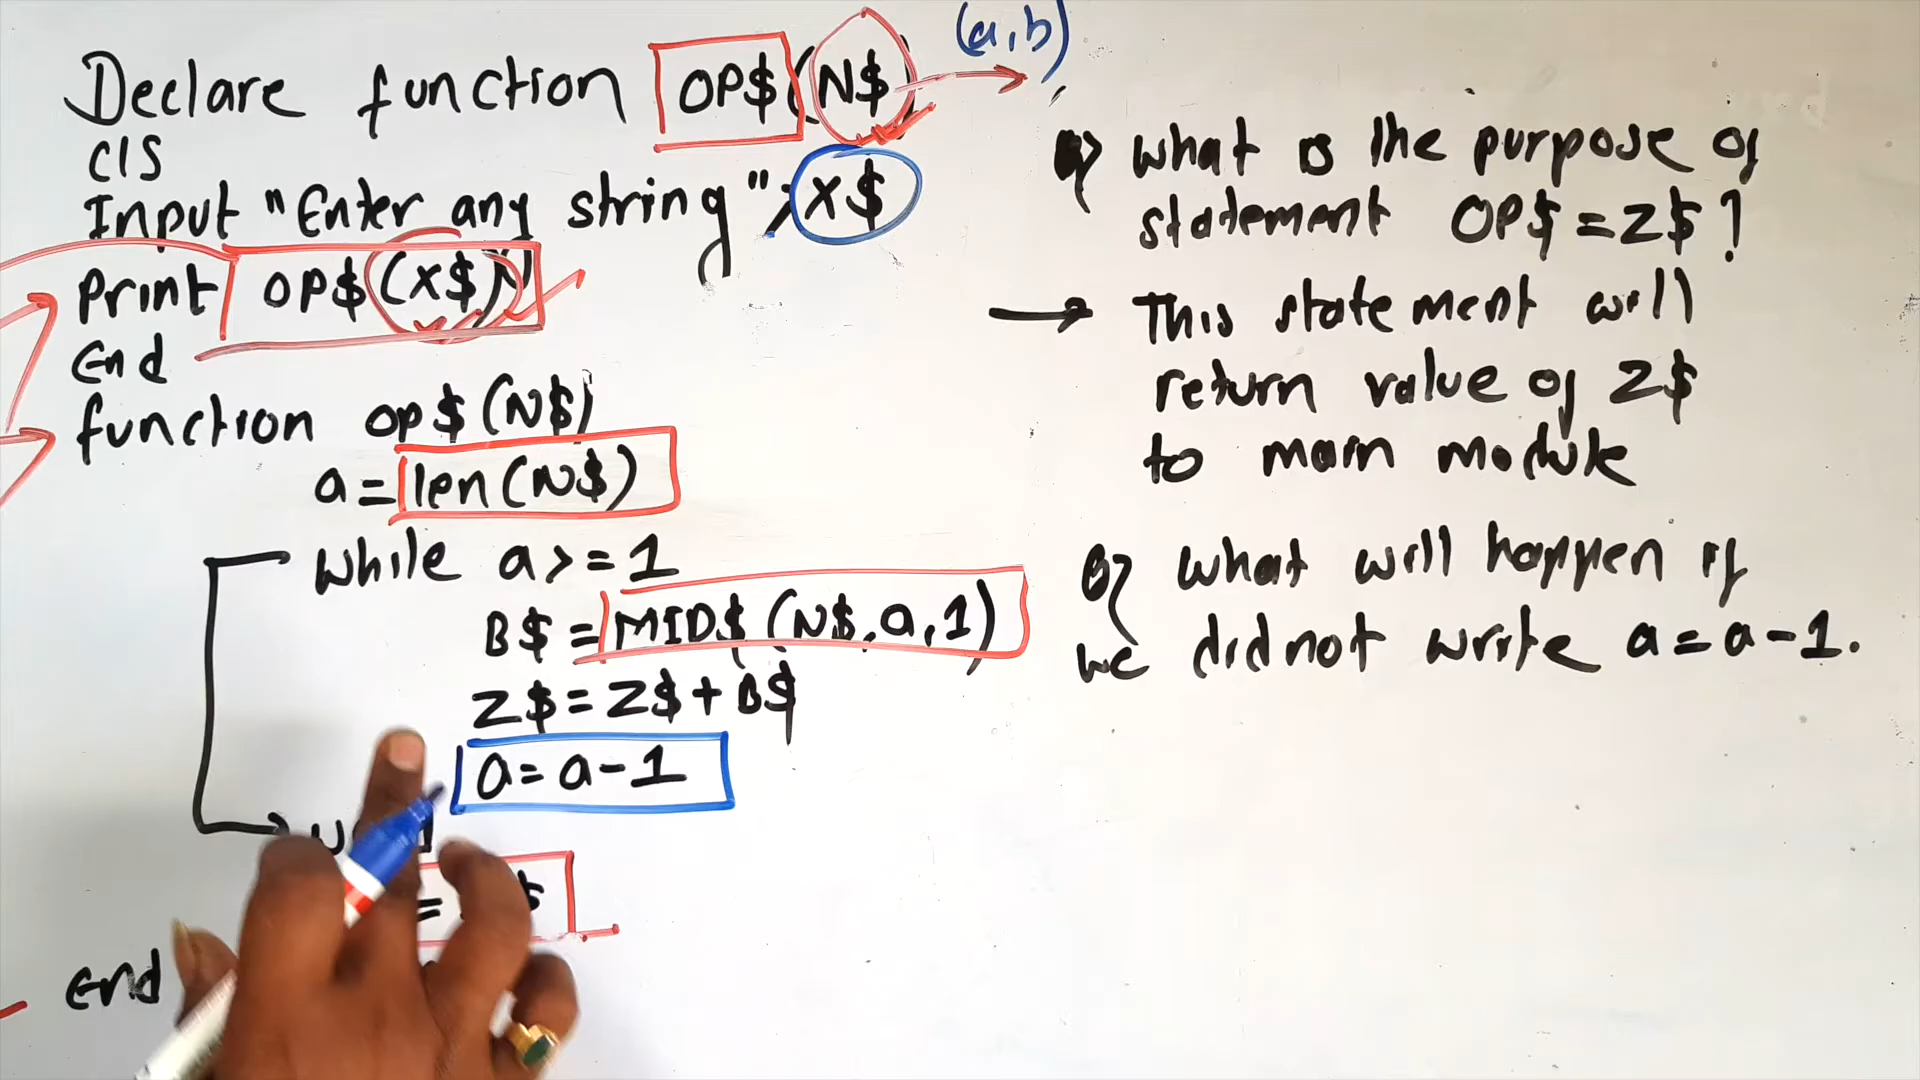 (a,b)
Declare function OP$(N$)
ClS
Input "Enter any string"; X$
Print OP$(X$)
End
function OP$(N$)
a=len(N$)
while a>=1
B$=MID$(N$,a,1)
Z$=Z$+B$
a=a-1
=
End
Q) what is the purpose of
statement OP$=Z$?
→ This statement will
return value of Z$
to main module
Q) what will happen if
we did not write a=a-1.